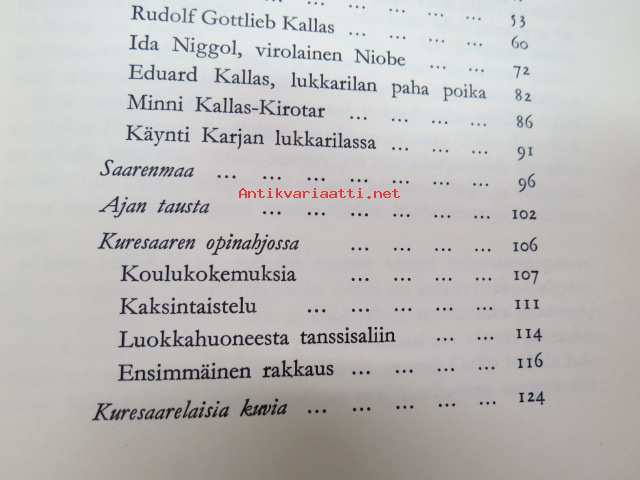 Rudolf Gottlieb Kallas ... ... ... ... 53
Ida Niggol, virolainen Niobe ... ... 60
Eduard Kallas, lukkarilan paha poika 72
Minni Kallas-Kirotar ... ... ... ... 82
Käynti Karjan lukkarilassa ... ... ... 86
91
Saarenmaa ... ... ... ... ... ... ... 96
Antikvariaatti.net
Ajan tausta ... ... ... ... ... ... 102
Kuresaaren opinahjossa ... ... ... ... 106
Koulukokemuksia ... ... ... ... 107
Kaksintaistelu ... ... ... ... ... 111
Luokkahuoneesta tanssisaliin ... ... 114
Ensimmäinen rakkaus ... ... ... ... 116
Kuresaarelaisia kuvia ... ... ... ... ... 124